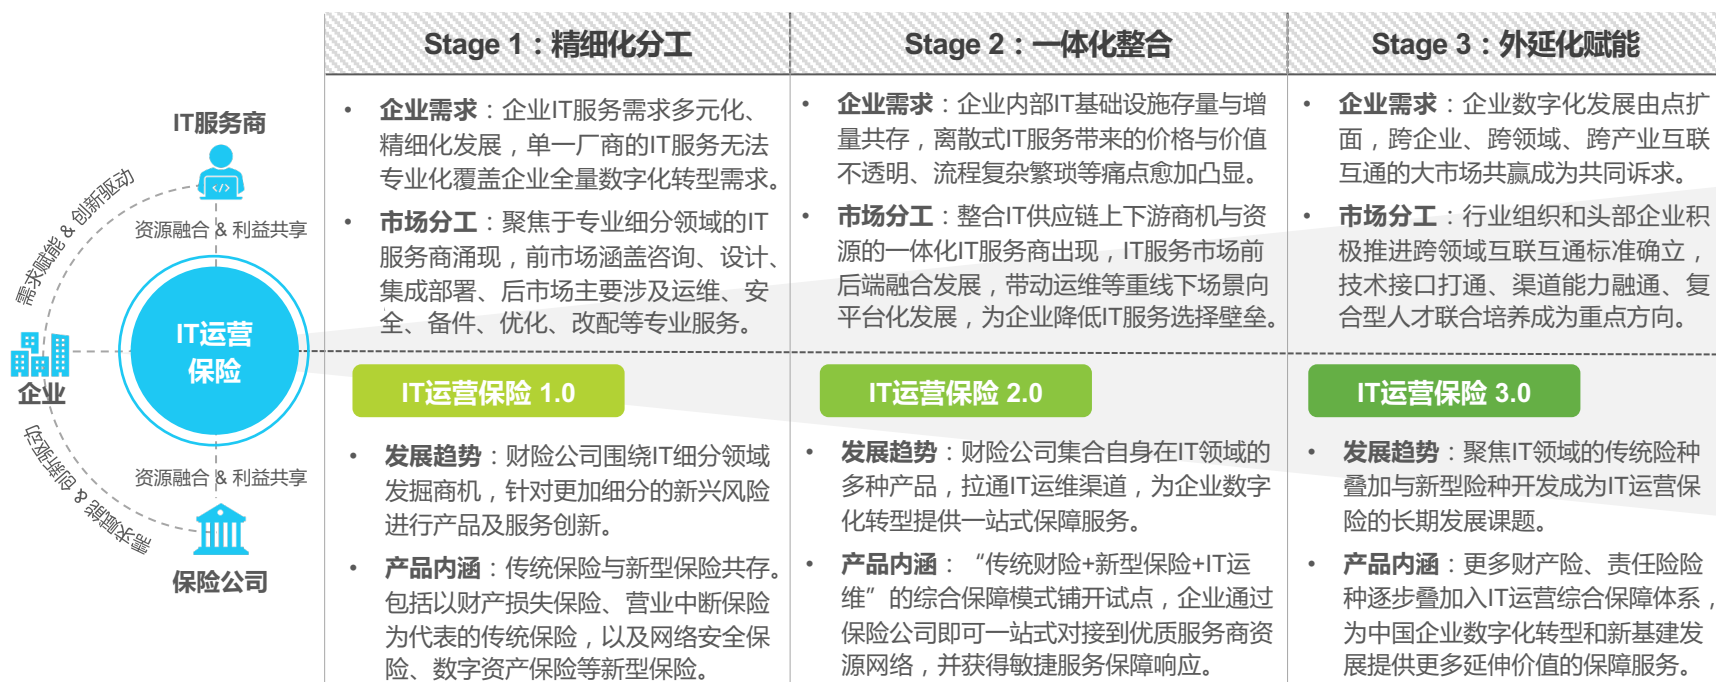 IT服务商
需求赋能 & 创新驱动
资源融合 & 利益共享
IT运营
保险
企业
需求赋能 & 创新驱动
资源融合 & 利益共享
保险公司
Stage 1：精细化分工
• 企业需求：企业IT服务需求多元化、
精细化发展，单一厂商的IT服务无法
专业化覆盖企业全量数字化转型需求。
• 市场分工：聚焦于专业细分领域的IT
服务商涌现，前市场涵盖咨询、设计、
集成部署、后市场主要涉及运维、安
全、备件、优化、改配等专业服务。
IT运营保险 1.0
• 发展趋势：财险公司围绕IT细分领域
发掘商机，针对更加细分的新兴风险
进行产品及服务创新。
• 产品内涵：传统保险与新型保险共存。
包括以财产损失保险、营业中断保险
为代表的传统保险，以及网络安全保
险、数字资产保险等新型保险。
Stage 2：一体化整合
• 企业需求：企业内部IT基础设施存量与增
量共存，离散式IT服务带来的价格与价值
不透明、流程复杂繁琐等痛点愈加凸显。
• 市场分工：整合IT供应链上下游商机与资
源的一体化IT服务商出现，IT服务市场前
后端融合发展，带动运维等重线下场景向
平台化发展，为企业降低IT服务选择壁垒。
IT运营保险 2.0
• 发展趋势：财险公司集合自身在IT领域的
多种产品，拉通IT运维渠道，为企业数字
化转型提供一站式保障服务。
• 产品内涵：“传统财险+新型保险+IT运
维”的综合保障模式铺开试点，企业通过
保险公司即可一站式对接到优质服务商资
源网络，并获得敏捷服务保障响应。
Stage 3：外延化赋能
• 企业需求：企业数字化发展由点扩
面，跨企业、跨领域、跨产业互联
互通的大市场共赢成为共同诉求。
• 市场分工：行业组织和头部企业积
极推进跨领域互联互通标准确立，
技术接口打通、渠道能力融通、复
合型人才联合培养成为重点方向。
IT运营保险 3.0
• 发展趋势：聚焦IT领域的传统险种
叠加与新型险种开发成为IT运营保
险的长期发展课题。
• 产品内涵：更多财产险、责任险险
种逐步叠加入IT运营综合保障体系，
为中国企业数字化转型和新基建发
展提供更多延伸价值的保障服务。